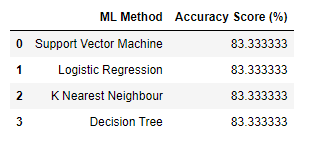 ML Method Accuracy Score (%)
0 Support Vector Machine 83.333333
1 Logistic Regression 83.333333
2 K Nearest Neighbour 83.333333
3 Decision Tree 83.333333